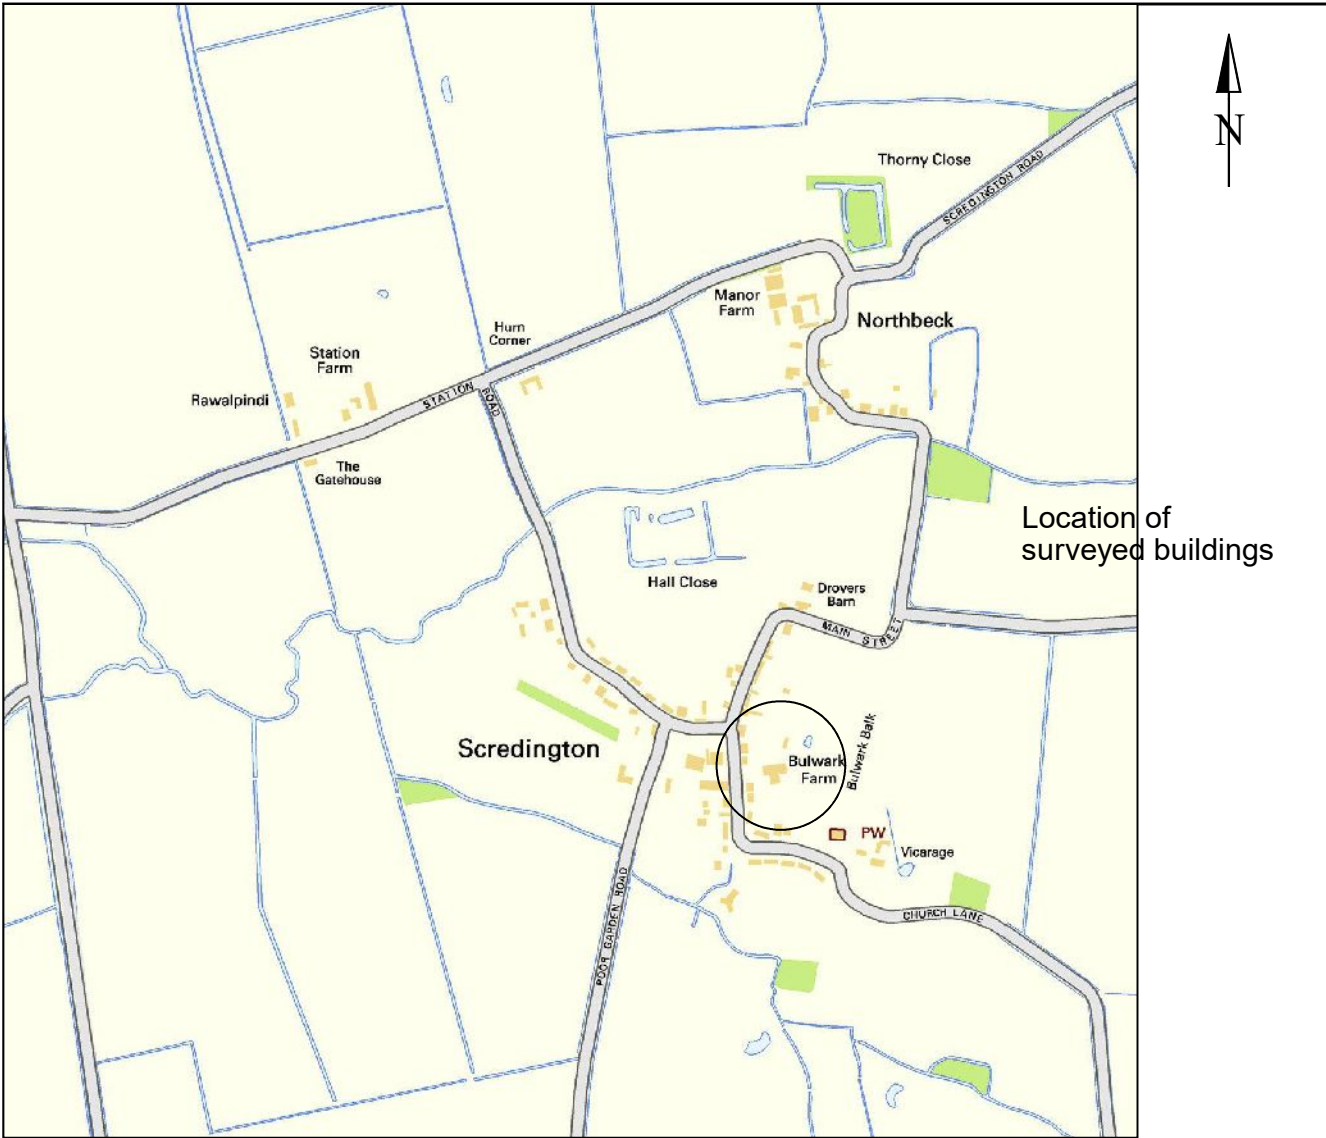 N
Thorny Close
SCREDINGTON ROAD
Manor
Farm
Northbeck
Hurn
Corner
Station
Farm
Rawalpindi
STATION
ROAD
The
Gatehouse
Location of
surveyed buildings
Hall Close
Drovers
Barn
MAIN STREET
Scredington
Bulwark
Farm
Bulwark Balk
PW
Vicarage
POOR GARDEN ROAD
CHURCH LANE